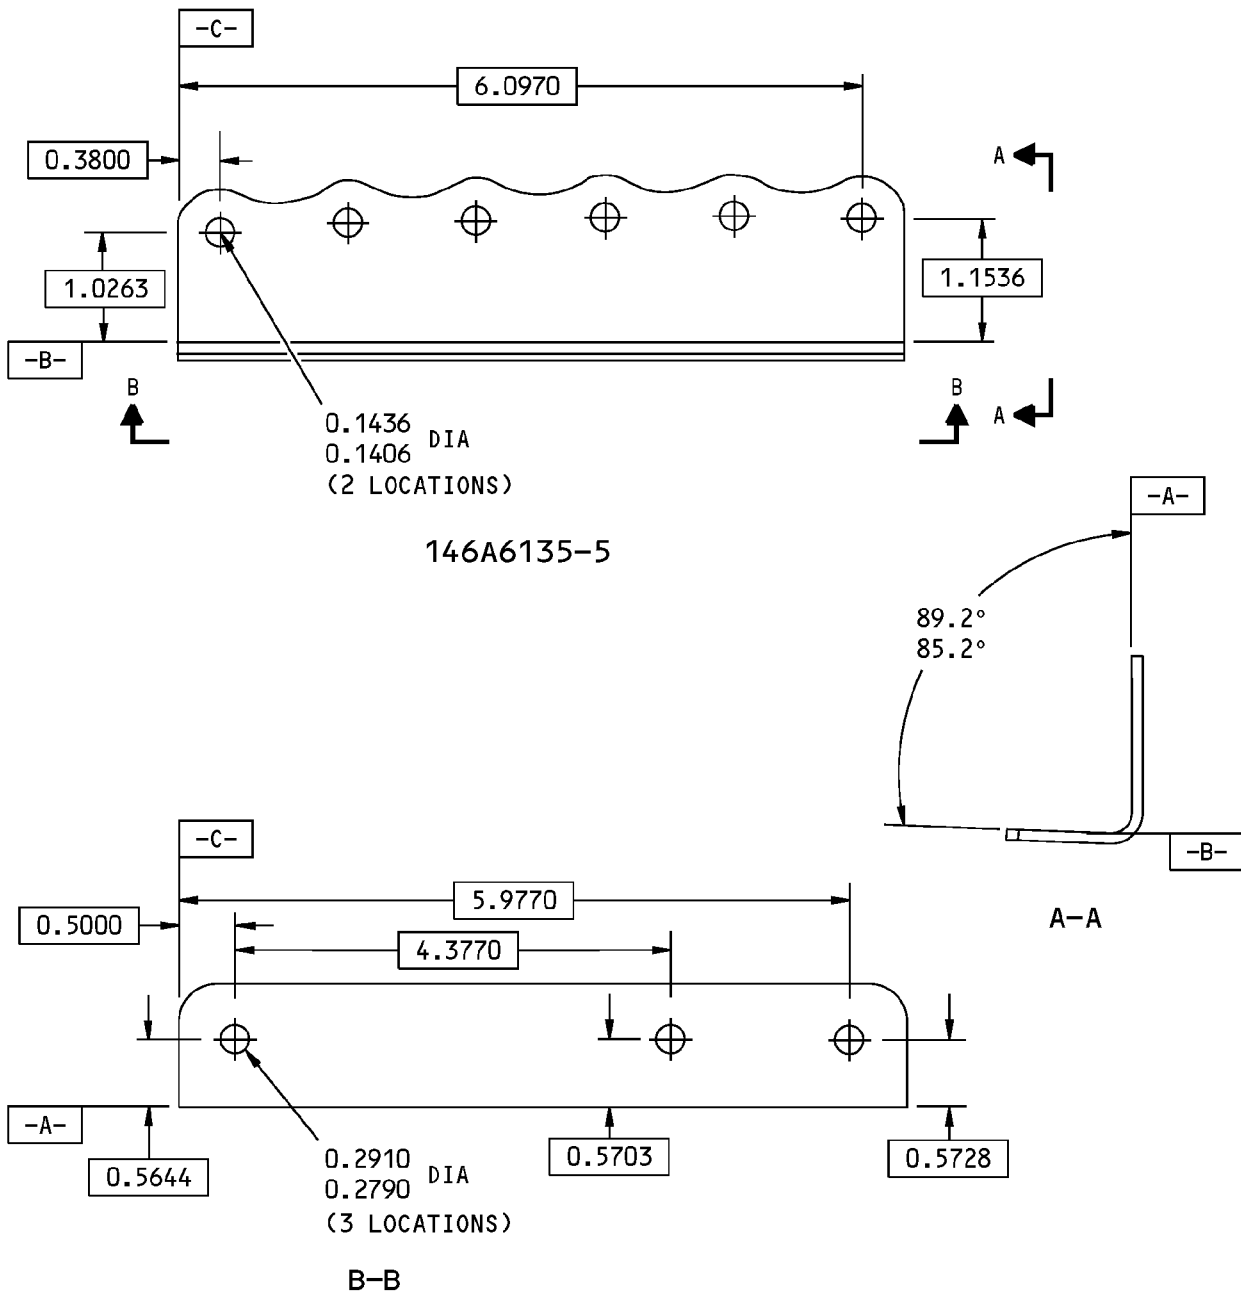 -C-
6.0970
0.3800
A
1.0263
1.1536
-B-
B
B
A
0.1436
0.1406
DIA
(2 LOCATIONS)
146A6135-5
-A-
89.2°
85.2°
-B-
A-A
-C-
5.9770
0.5000
4.3770
-A-
0.5644
0.2910
0.2790
DIA
(3 LOCATIONS)
0.5703
0.5728
B-B